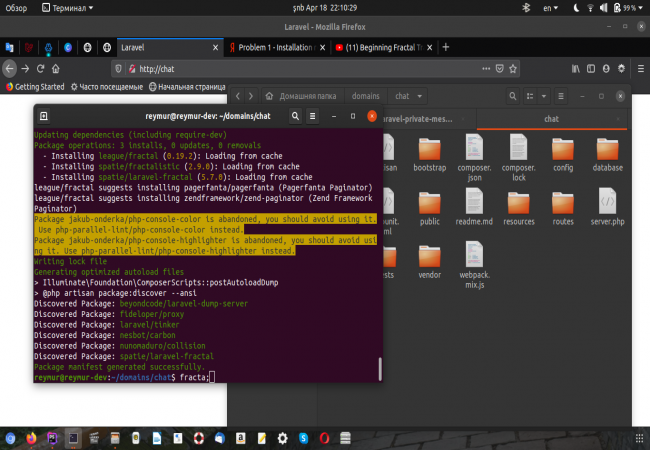 Обзор
Терминал
şnb Apr 18 22:10:29
en
99 %
Laravel - Mozilla Firefox
Laravel
Problem 1 - Installation
(11) Beginning Fractal T
http://chat
Getting Started
Часто посещаемые
Начальная страница
Домашняя папка
domains
chat
reymur@reymur-dev: ~/domains/chat
aravel-private-mes...
chat
Updating dependencies (including require-dev)
Package operations: 3 installs, 0 updates, 0 removals
- Installing league/fractal (0.19.2): Loading from cache
- Installing spatie/fractalistic (2.9.0): Loading from cache
- Installing spatie/laravel-fractal (5.7.0): Loading from cache
league/fractal suggests installing pagerfanta/pagerfanta (Pagerfanta Paginator)
league/fractal suggests installing zendframework/zend-paginator (Zend Framework
Paginator)
Package jakub-onderka/php-console-color is abandoned, you should avoid using it.
Use php-parallel-lint/php-console-color instead.
Package jakub-onderka/php-console-highlighter is abandoned, you should avoid usi
ng it. Use php-parallel-lint/php-console-highlighter instead.
Writing lock file
Generating optimized autoload files
> Illuminate\Foundation\ComposerScripts::postAutoloadDump
> @php artisan package:discover --ansi
Discovered Package: beyondcode/laravel-dump-server
Discovered Package: fideloper/proxy
Discovered Package: laravel/tinker
Discovered Package: nesbot/carbon
Discovered Package: nunomaduro/collision
Discovered Package: spatie/laravel-fractal
Package manifest generated successfully.
reymur@reymur-dev:~/domains/chat$ fracta;
isan
bootstrap
composer.
json
composer.
lock
config
database
unit.
ml
public
readme.md
resources
routes
server.php
ests
vendor
webpack.
mix.js